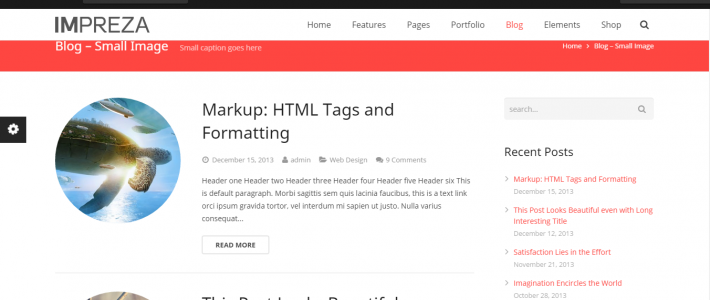 IMPREZA
Home Features Pages Portfolio Blog Elements Shop
Blog – Small Image Small caption goes here
Home > Blog – Small Image
Markup: HTML Tags and
Formatting
December 15, 2013 admin Web Design 9 Comments
Header one Header two Header three Header four Header five Header six This
is default paragraph. Morbi sagittis sem quis lacinia faucibus, this is a text link
orci ipsum gravida tortor, vel interdum mi sapien ut justo. Nulla varius
consequat...
READ MORE
search...
Recent Posts
Markup: HTML Tags and Formatting
December 15, 2013
This Post Looks Beautiful even with Long
Interesting Title
December 12, 2013
Satisfaction Lies in the Effort
November 21, 2013
Imagination Encircles the World
October 28, 2013